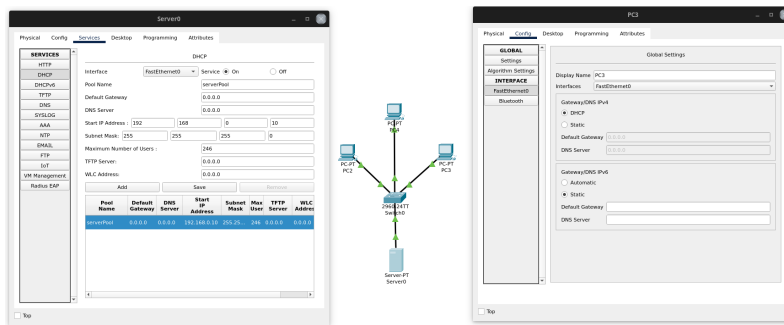 Server0
Physical Config Services Desktop Programming Attributes
SERVICES
HTTP
DHCP
DHCPv6
TFTP
DNS
SYSLOG
AAA
NTP
EMAIL
FTP
IoT
VM Management
Radius EAP
DHCP
Interface FastEthernet0 Service On Off
Pool Name serverPool
Default Gateway 0.0.0.0
DNS Server 0.0.0.0
Start IP Address : 192 168 0 10
Subnet Mask: 255 255 255 0
Maximum Number of Users : 246
TFTP Server: 0.0.0.0
WLC Address: 0.0.0.0
Add Save Remove
Pool Name Default Gateway DNS Server Start IP Address Subnet Mask Max User TFTP Server WLC Addres
serverPool 0.0.0.0 0.0.0.0 192.168.0.10 255.25... 246 0.0.0.0 0.0.0.0
Top
PC-PT
PC-PT
PC2
PC-PT
PC3
2960-24TT
Switch0
Server-PT
Server0
PC3
Physical Config Desktop Programming Attributes
GLOBAL
Settings
Algorithm Settings
INTERFACE
FastEthernet0
Bluetooth
Global Settings
Display Name PC3
Interfaces FastEthernet0
Gateway/DNS IPv4
DHCP
Static
Default Gateway 0.0.0.0
DNS Server 0.0.0.0
Gateway/DNS IPv6
Automatic
Static
Default Gateway
DNS Server
Top